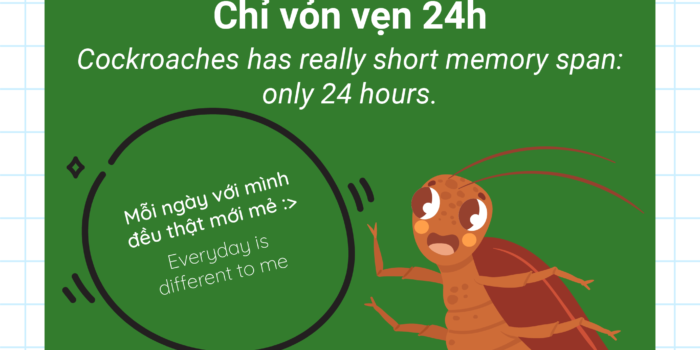 Chỉ vỏn vẹn 24h
Cockroaches has really short memory span:
only 24 hours.
Mỗi ngày với mình
đều thật mới mẻ :>
Everyday is
different to me